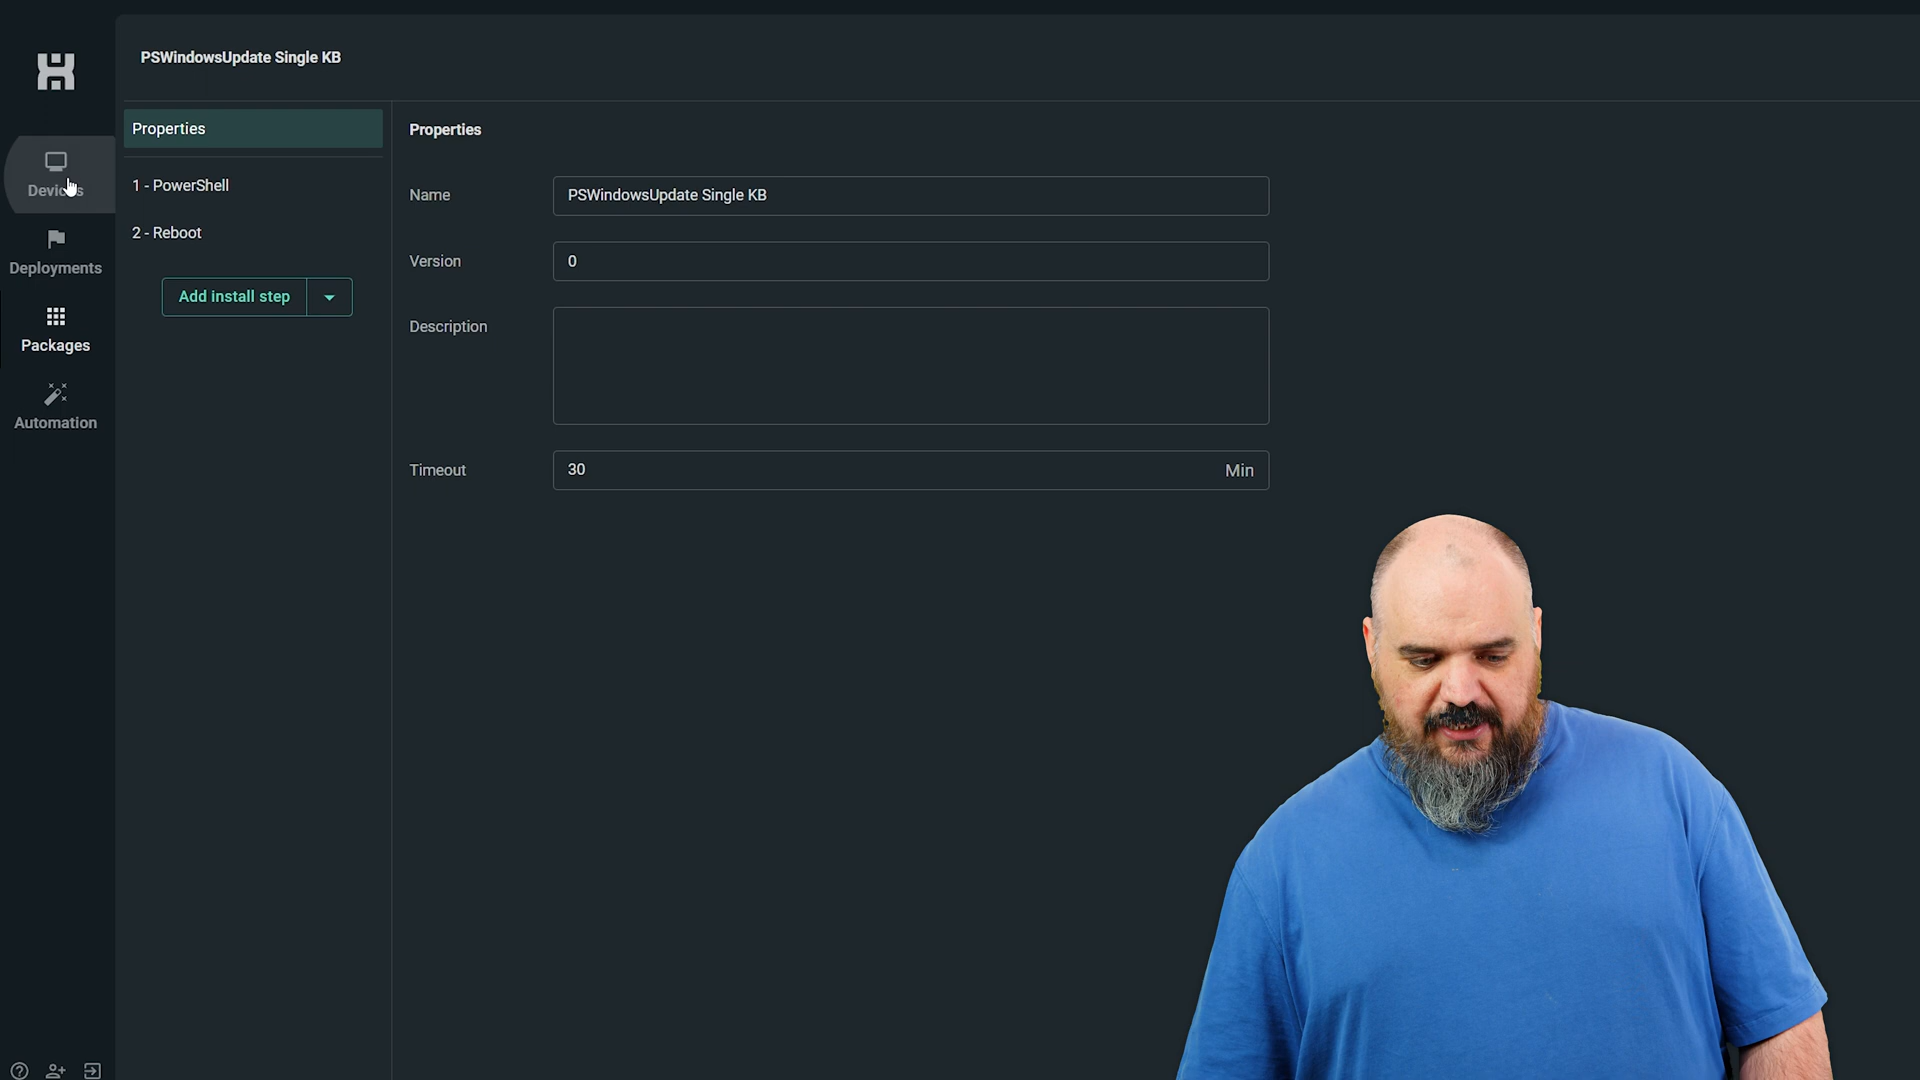 PSWindowsUpdate Single KB
Properties
1 - PowerShell
2 - Reboot
Add install step
Devices
Deployments
Packages
Automation
Properties
Name
PSWindowsUpdate Single KB
Version
0
Description
Timeout
30
Min